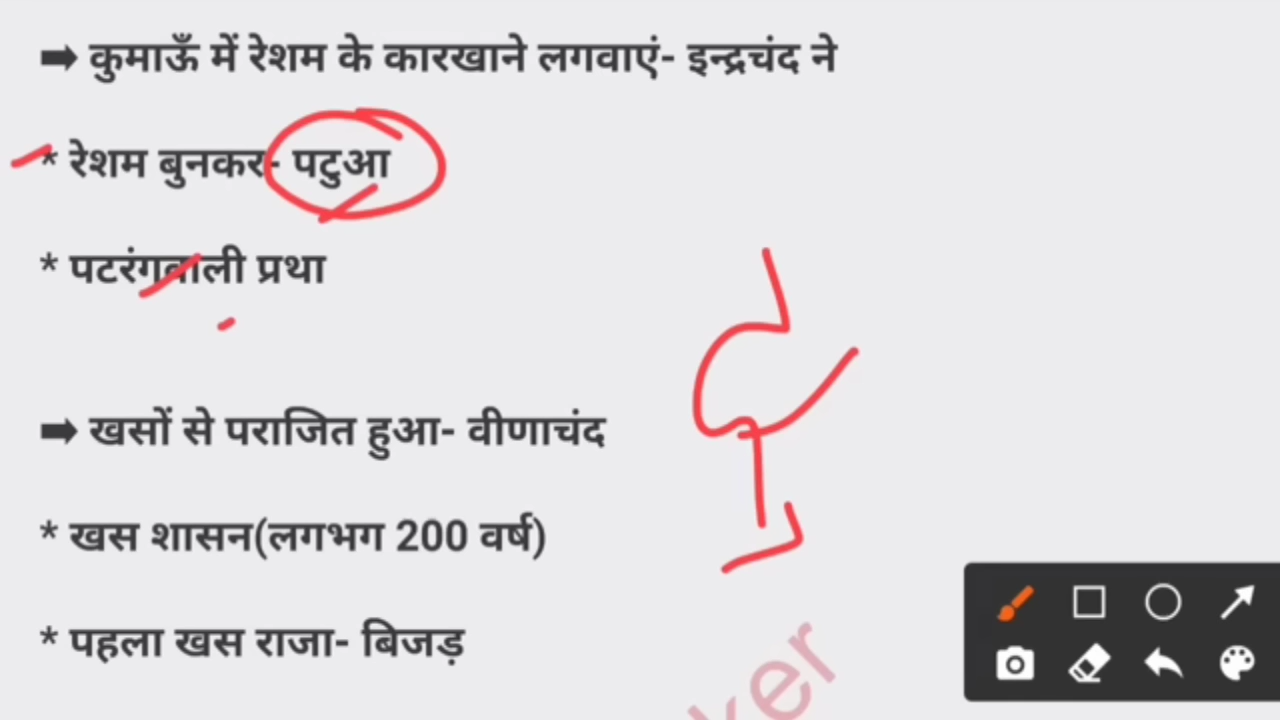 ➡ कुमाऊँ में रेशम के कारखाने लगवाएं- इन्द्रचंद ने
* रेशम बुनकर- पटुआ
* पटरंगवाली प्रथा
➡ खसों से पराजित हुआ- वीणाचंद
* खस शासन(लगभग 200 वर्ष)
* पहला खस राजा- बिजड़
ker